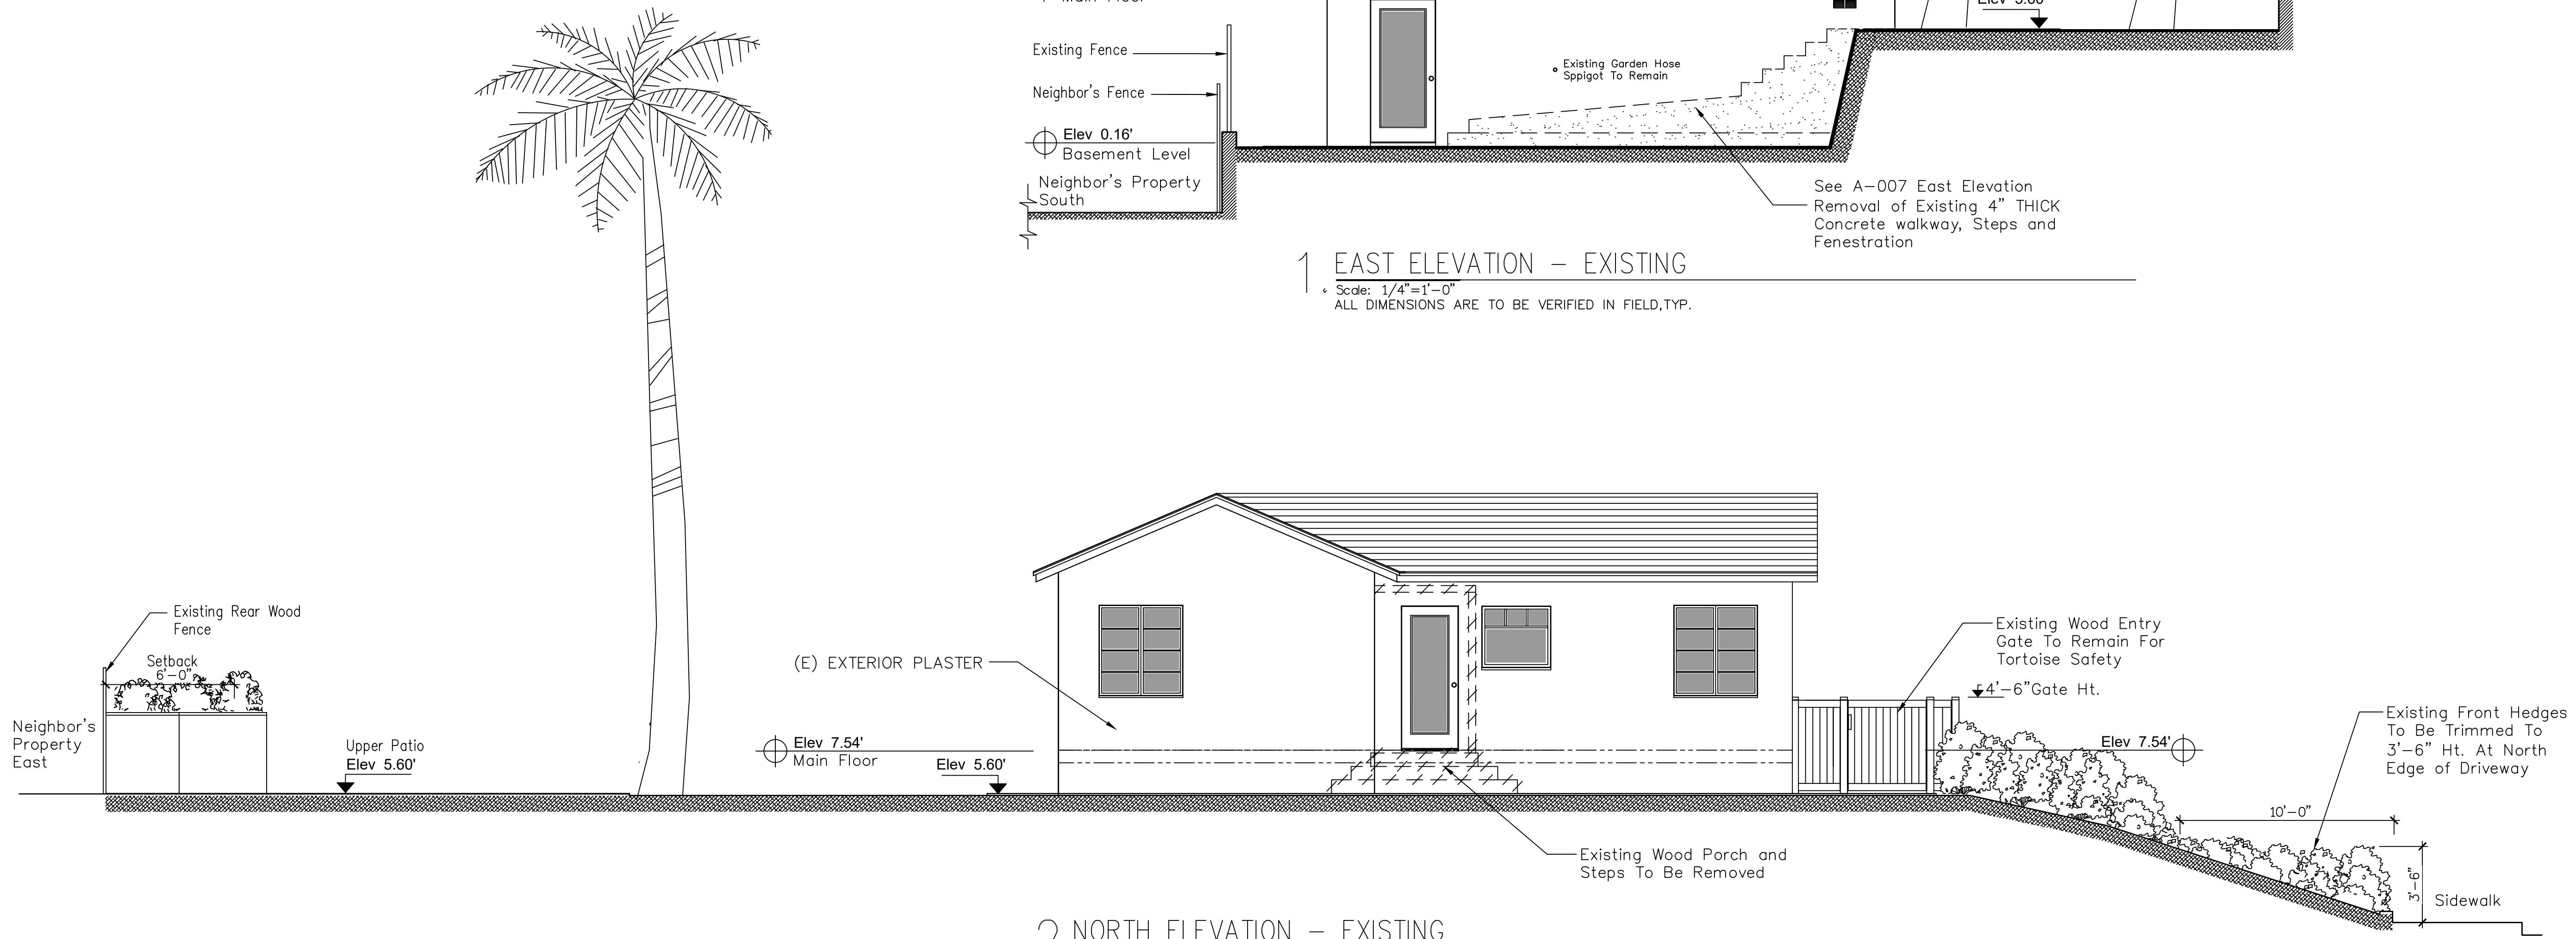 Main Floor
Elev 5.60'
Existing Fence
Existing Garden Hose
Sppigot To Remain
Neighbor's Fence
Elev 0.16'
Basement Level
Neighbor's Property
South
See A-007 East Elevation
Removal of Existing 4" THICK
Concrete walkway, Steps and
Fenestration
1 EAST ELEVATION - EXISTING
Scale: 1/4"=1'-0"
ALL DIMENSIONS ARE TO BE VERIFIED IN FIELD,TYP.
Existing Rear Wood
Fence
Setback
6'-0"
Neighbor's
Property
East
Upper Patio
Elev 5.60'
(E) EXTERIOR PLASTER
Elev 7.54'
Main Floor
Elev 5.60'
Existing Wood Entry
Gate To Remain For
Tortoise Safety
4'-6"Gate Ht.
Elev 7.54'
Existing Front Hedges
To Be Trimmed To
3'-6" Ht. At North
Edge of Driveway
10'-0"
3'-6"
Sidewalk
Existing Wood Porch and
Steps To Be Removed
2 NORTH ELEVATION - EXISTING